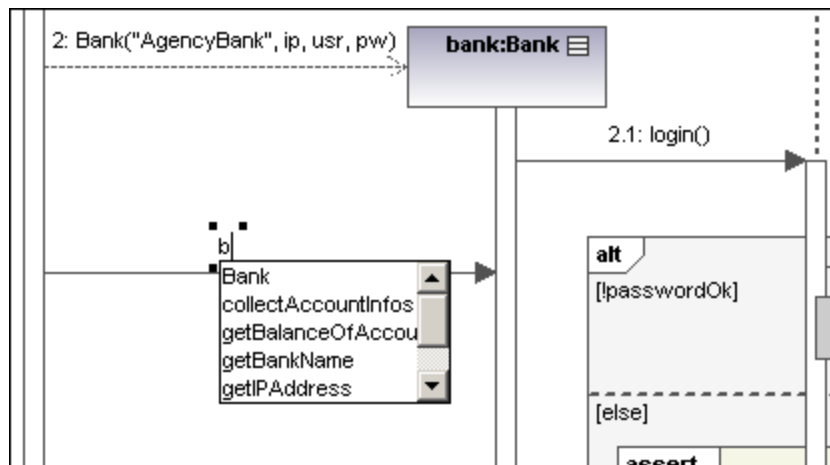 2: Bank("AgencyBank", ip, usr, pw)
bank:Bank
2.1: login()
b
Bank
collectAccountInfos
getBalanceOfAccou
getBankName
getIPAddress
alt
[!passwordOk]
[else]
assert